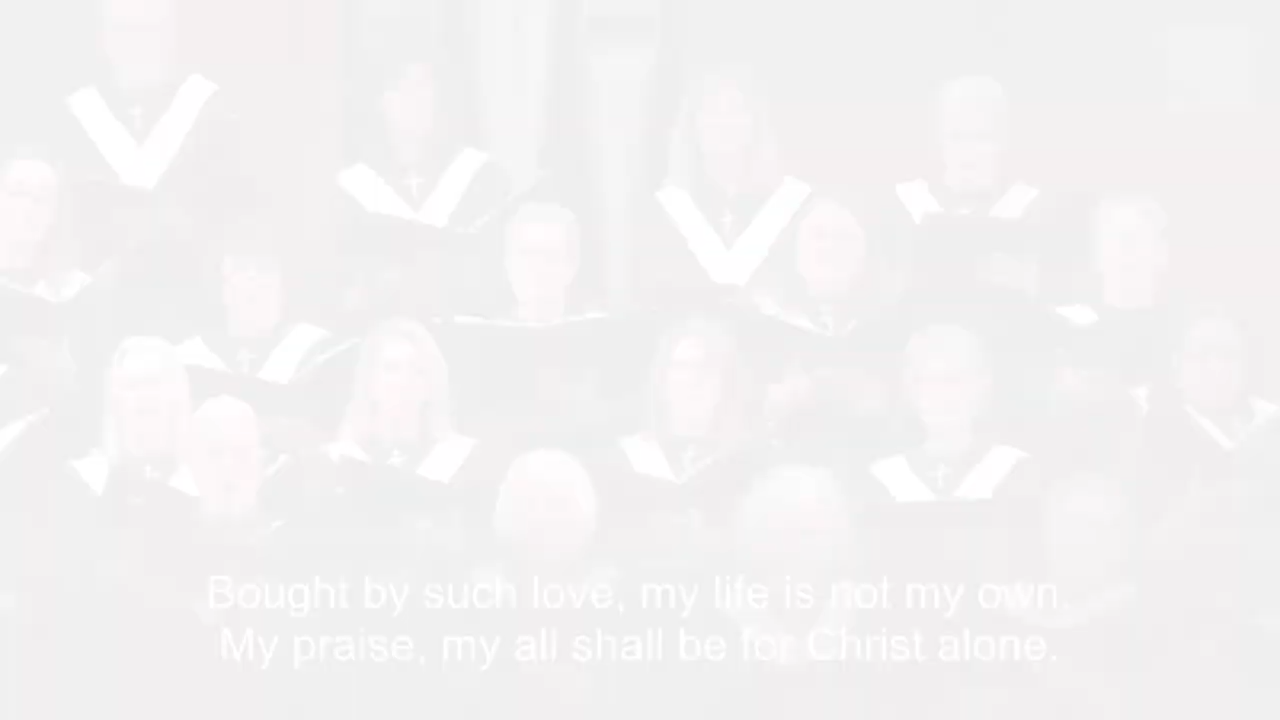 Bought by such love, my life is not my own.
My praise, my all shall be for Christ alone.